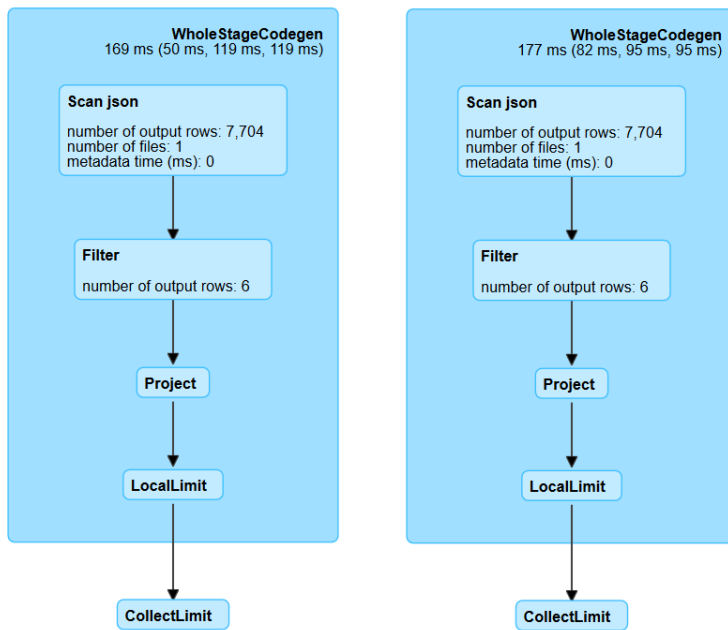 WholeStageCodegen
169 ms (50 ms, 119 ms, 119 ms)
Scan json
number of output rows: 7,704
number of files: 1
metadata time (ms): 0
Filter
number of output rows: 6
Project
LocalLimit
CollectLimit
WholeStageCodegen
177 ms (82 ms, 95 ms, 95 ms)
Scan json
number of output rows: 7,704
number of files: 1
metadata time (ms): 0
Filter
number of output rows: 6
Project
LocalLimit
CollectLimit